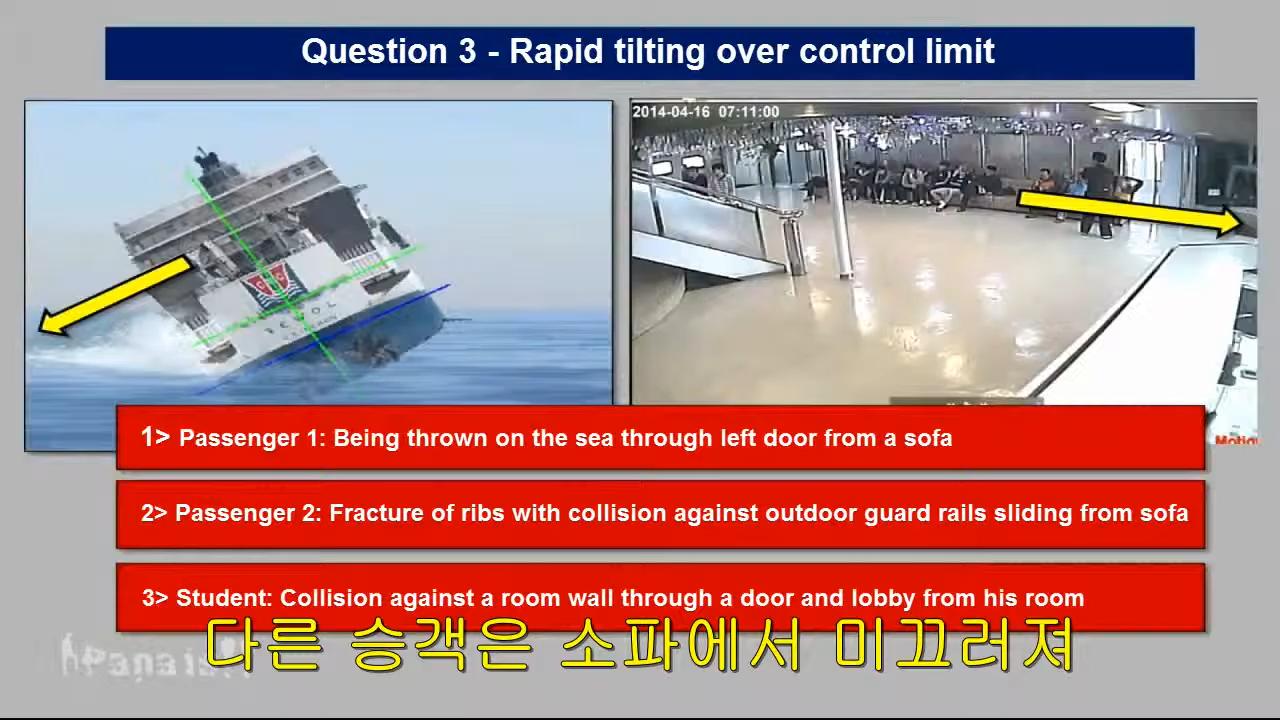 Question 3 - Rapid tilting over control limit
2014-04-16 07:11:00
1> Passenger 1: Being thrown on the sea through left door from a sofa
2> Passenger 2: Fracture of ribs with collision against outdoor guard rails sliding from sofa
3> Student: Collision against a room wall through a door and lobby from his room
다른 승객은 소파에서 미끄러져